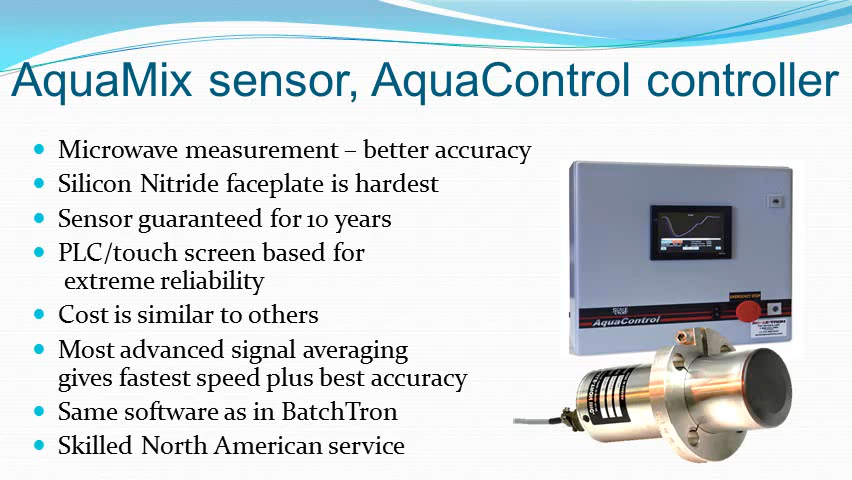 AquaMix sensor, AquaControl controller
• Microwave measurement – better accuracy
• Silicon Nitride faceplate is hardest
• Sensor guaranteed for 10 years
• PLC/touch screen based for
extreme reliability
• Cost is similar to others
• Most advanced signal averaging
gives fastest speed plus best accuracy
• Same software as in BatchTron
• Skilled North American service
EMERGENCY STOP
SCALE
TRON
AquaControl